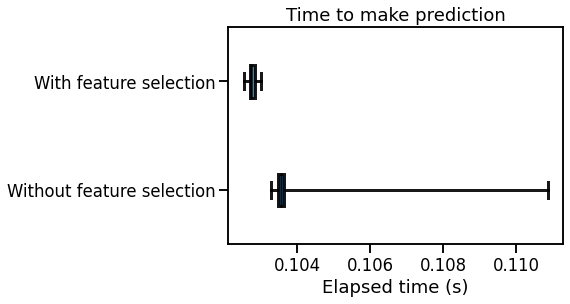 Time to make prediction
With feature selection
Without feature selection
0.104 0.106 0.108 0.110
Elapsed time (s)